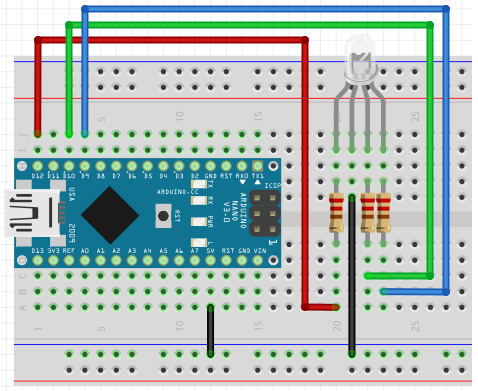 5 10 15 20 25
J
I
D12 D11 D10 D9 D8 D7 D6 D5 D4 D3 D2 GND RST RX0 TX1
USA
2009
ARDUINO.CC
RST
TX
RX
PWR
L
ARDUINO
NANO
V3.0
ICSP
1
D13 3V3 REF A0 A1 A2 A3 A4 A5 A6 A7 5V RST GND VIN
C
B
A
1 5 10 15 20 25